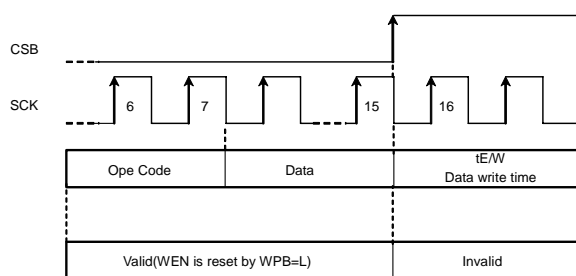 CSB
SCK
6
7
15
16
Ope Code
Data
tE/W
Data write time
Valid(WEN is reset by WPB=L)
Invalid